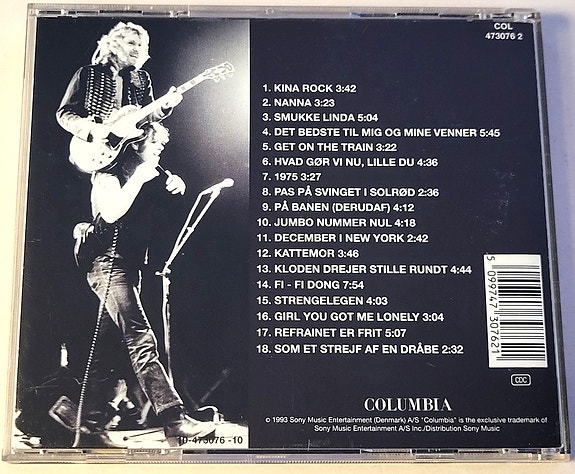 COL
473076 2
1. KINA ROCK 3:42
2. NANNA 3:23
3. SMUKKE LINDA 5:04
4. DET BEDSTE TIL MIG OG MINE VENNER 5:45
5. GET ON THE TRAIN 3:22
6. HVAD GØR VI NU, LILLE DU 4:36
7. 1975 3:27
8. PAS PÅ SVINGET I SOLRØD 2:36
9. PÅ BANEN (DERUDAF) 4:12
10. JUMBO NUMMER NUL 4:18
11. DECEMBER I NEW YORK 2:42
12. KATTEMOR 3:46
13. KLODEN DREJER STILLE RUNDT 4:44
14. FI - FI DONG 7:54
15. STRENGELEGEN 4:03
16. GIRL YOU GOT ME LONELY 3:04
17. REFRAINET ER FRIT 5:07
18. SOM ET STREJF AF EN DRÅBE 2:32
5 099747 307621
CDC
COLUMBIA
© 1993 Sony Music Entertainment (Denmark) A/S "Columbia" is the exclusive trademark of
Sony Music Entertainment A/S Inc./Distribution Sony Music
10-473076-10